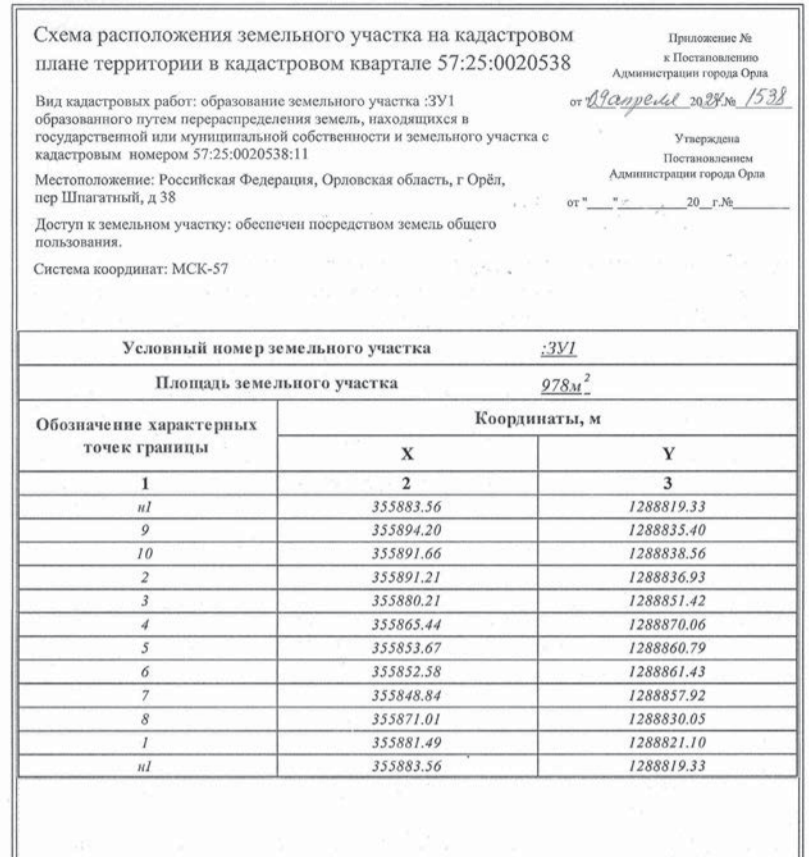 Схема расположения земельного участка на кадастровом
плане территории в кадастровом квартале 57:25:0020538
Приложение №
к Постановлению
Администрации города Орла
от "09 апреля 2024 № 1538
Вид кадастровых работ: образование земельного участка :ЗУ1
образованного путем перераспределения земель, находящихся в
государственной или муниципальной собственности и земельного участка с
кадастровым номером 57:25:0020538:11
Утверждена
Постановлением
Администрации города Орла
от "____"__________20__г.№________
Местоположение: Российская Федерация, Орловская область, г Орёл,
пер Шпагатный, д 38
Доступ к земельному участку: обеспечен посредством земель общего
пользования.
Система координат: МСК-57
Условный номер земельного участка :ЗУ1
Площадь земельного участка 978м²
Обозначение характерных
точек границы
Координаты, м
X Y
1 2 3
н1 355883.56 1288819.33
9 355894.20 1288835.40
10 355891.66 1288838.56
2 355891.21 1288836.93
3 355880.21 1288851.42
4 355865.44 1288870.06
5 355853.67 1288860.79
6 355852.58 1288861.43
7 355848.84 1288857.92
8 355871.01 1288830.05
1 355881.49 1288821.10
н1 355883.56 1288819.33